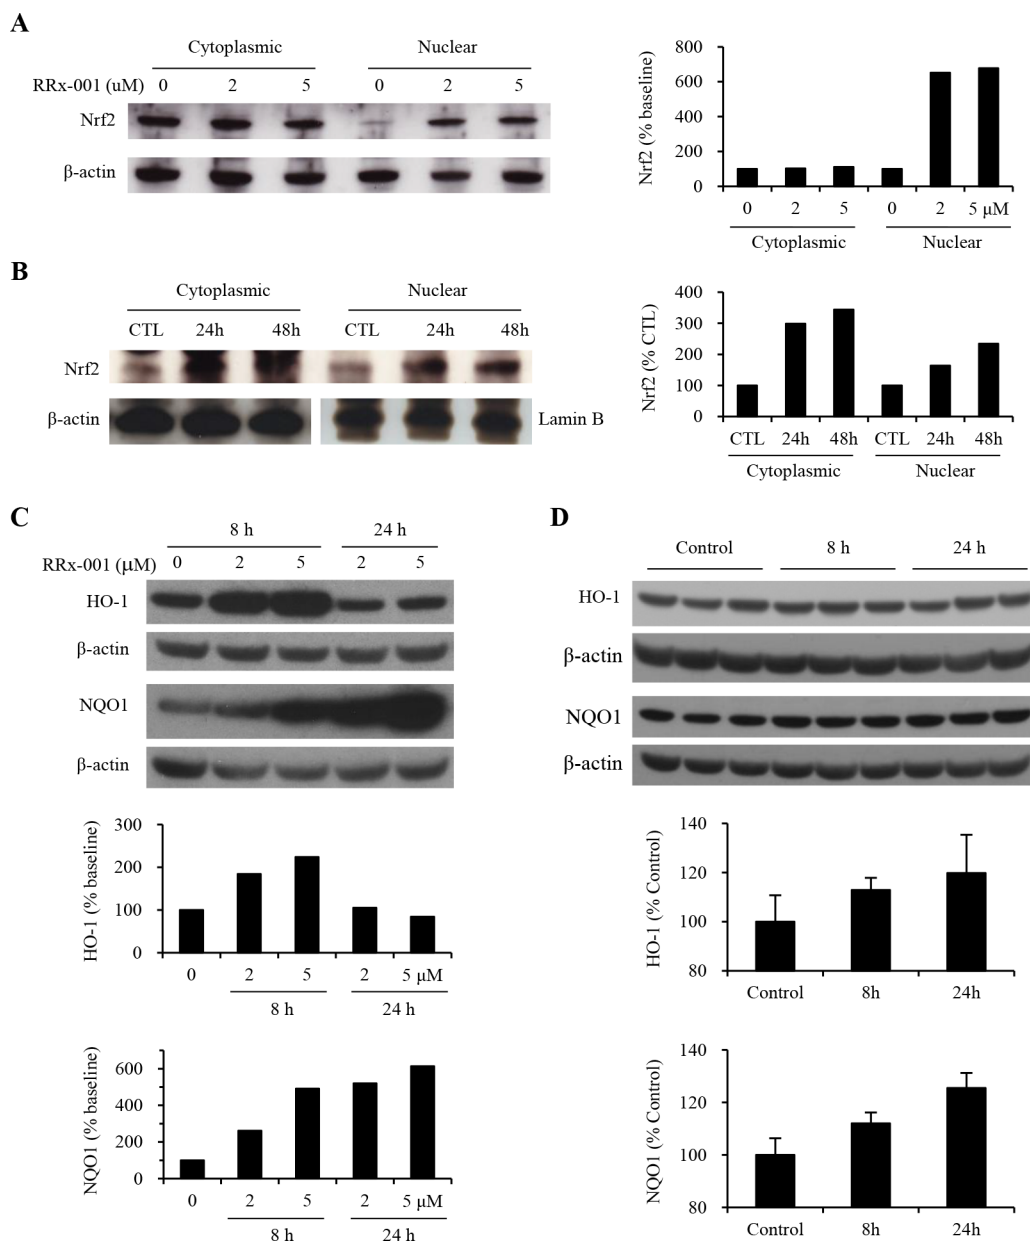 A
Cytoplasmic Nuclear
RRx-001 (uM) 0 2 5 0 2 5
Nrf2
β-actin
Nrf2 (% baseline)
800
600
400
200
0
0 2 5 0 2 5 μM
Cytoplasmic Nuclear
B
Cytoplasmic Nuclear
CTL 24h 48h CTL 24h 48h
Nrf2
β-actin Lamin B
Nrf2 (% CTL)
400
300
200
100
0
CTL 24h 48h CTL 24h 48h
Cytoplasmic Nuclear
C
8 h 24 h
RRx-001 (μM) 0 2 5 2 5
HO-1
β-actin
NQO1
β-actin
HO-1 (% baseline)
300
200
100
0
0 2 5 2 5 μM
8 h 24 h
NQO1 (% baseline)
600
400
200
0
0 2 5 2 5 μM
8 h 24 h
D
Control 8 h 24 h
HO-1
β-actin
NQO1
β-actin
HO-1 (% Control)
140
120
100
80
Control 8h 24h
NQO1 (% Control)
140
120
100
80
Control 8h 24h